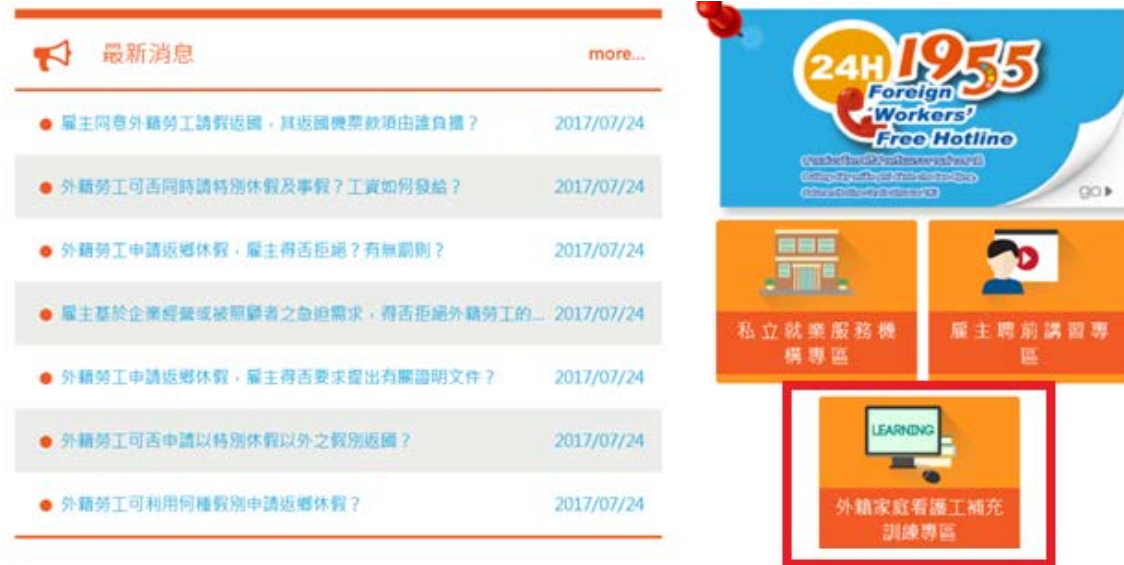 最新消息
more...
雇主同意外籍勞工請假返國，其返國機票款項由誰負擔？ 2017/07/24
外籍勞工可否同時請特別休假及事假？工資如何發給？ 2017/07/24
外籍勞工申請返鄉休假，雇主得否拒絕？有無罰則？ 2017/07/24
雇主基於企業經營或被照顧者之急迫需求，得否拒絕外籍勞工的... 2017/07/24
外籍勞工申請返鄉休假，雇主得否要求提出有關證明文件？ 2017/07/24
外籍勞工可否申請以特別休假以外之假別返國？ 2017/07/24
外籍勞工可利用何種假別申請返鄉休假？ 2017/07/24
24H 1955
Foreign
Workers'
Free Hotline
go
私立就業服務機
構專區
雇主聘前講習專
區
LEARNING
外籍家庭看護工補充
訓練專區